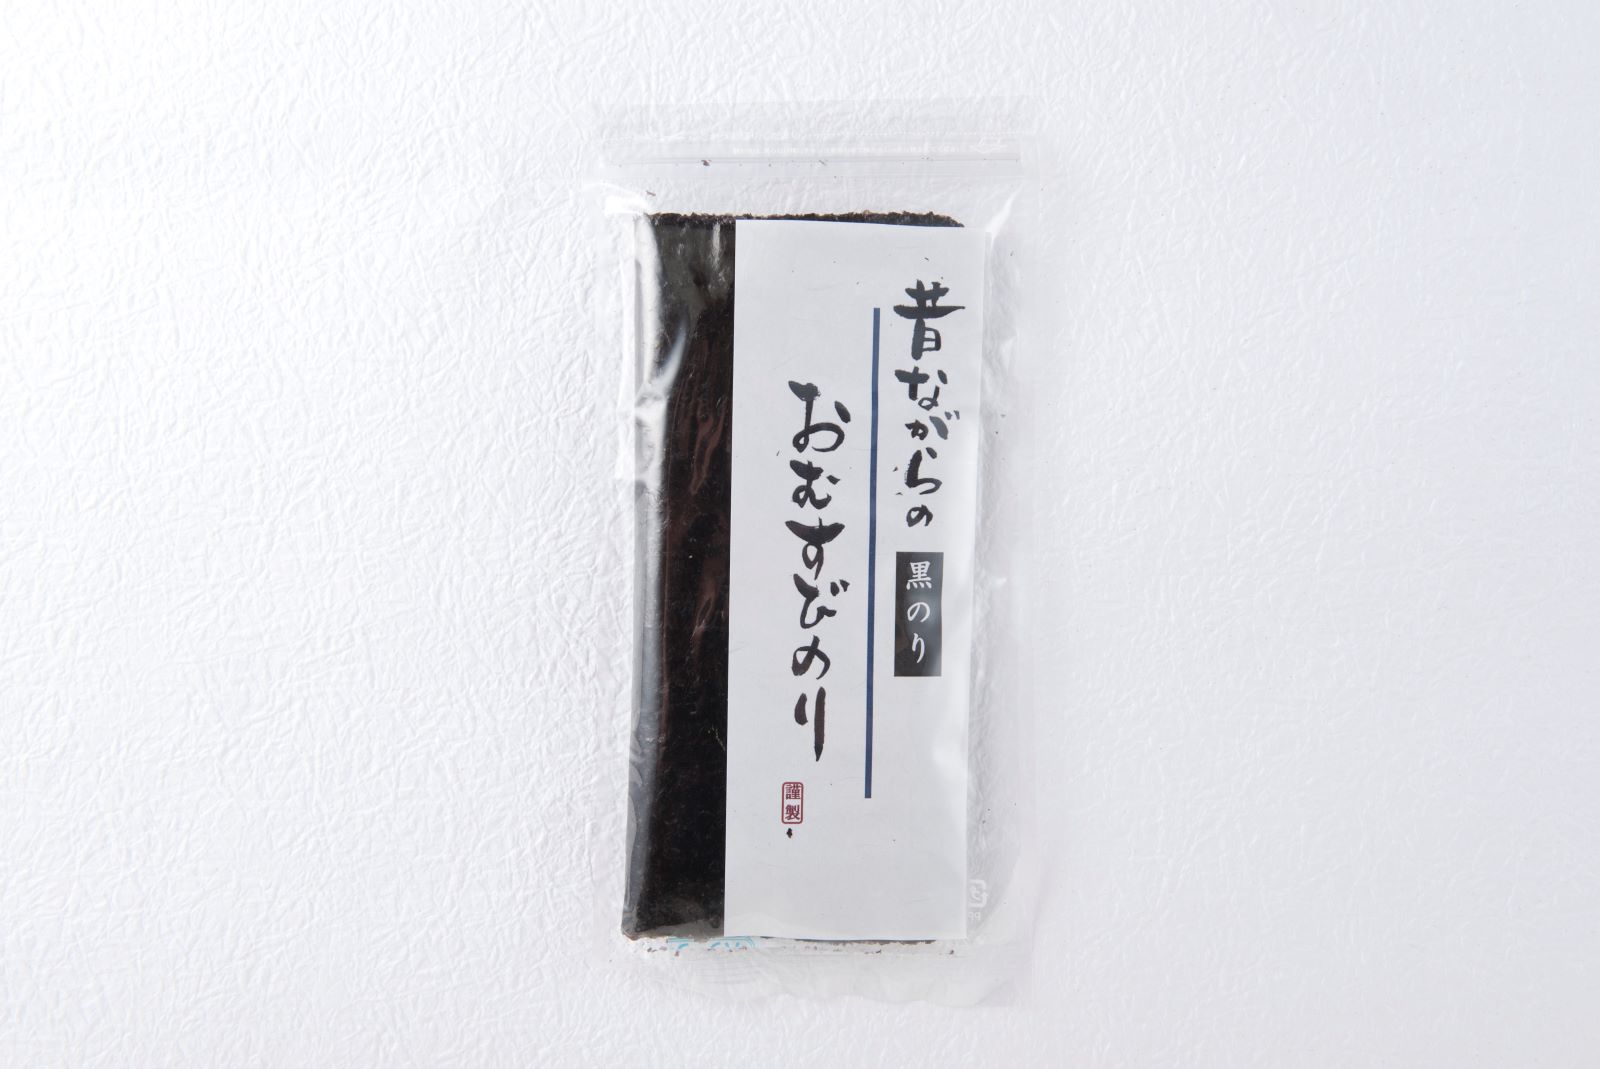 昔ながらの
黒のり
おむすびのり
謹製